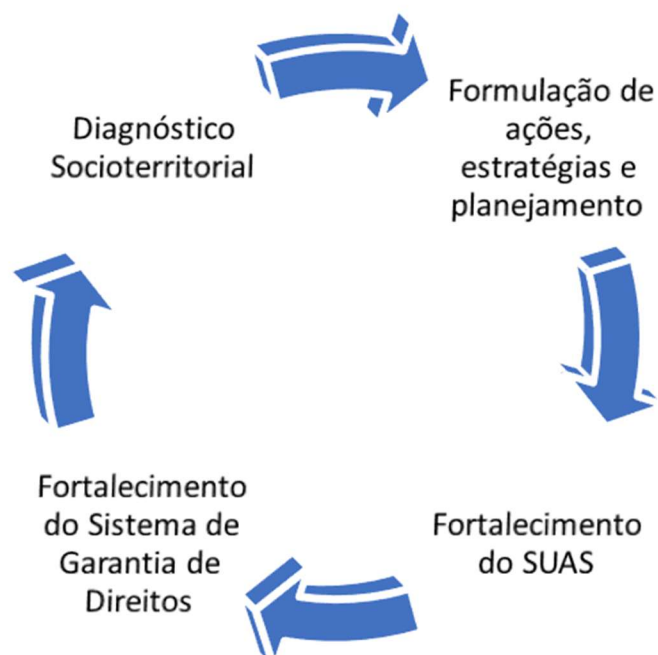 Diagnóstico
Socioterritorial
Formulação de
ações,
estratégias e
planejamento
Fortalecimento
do SUAS
Fortalecimento
do Sistema de
Garantia de
Direitos